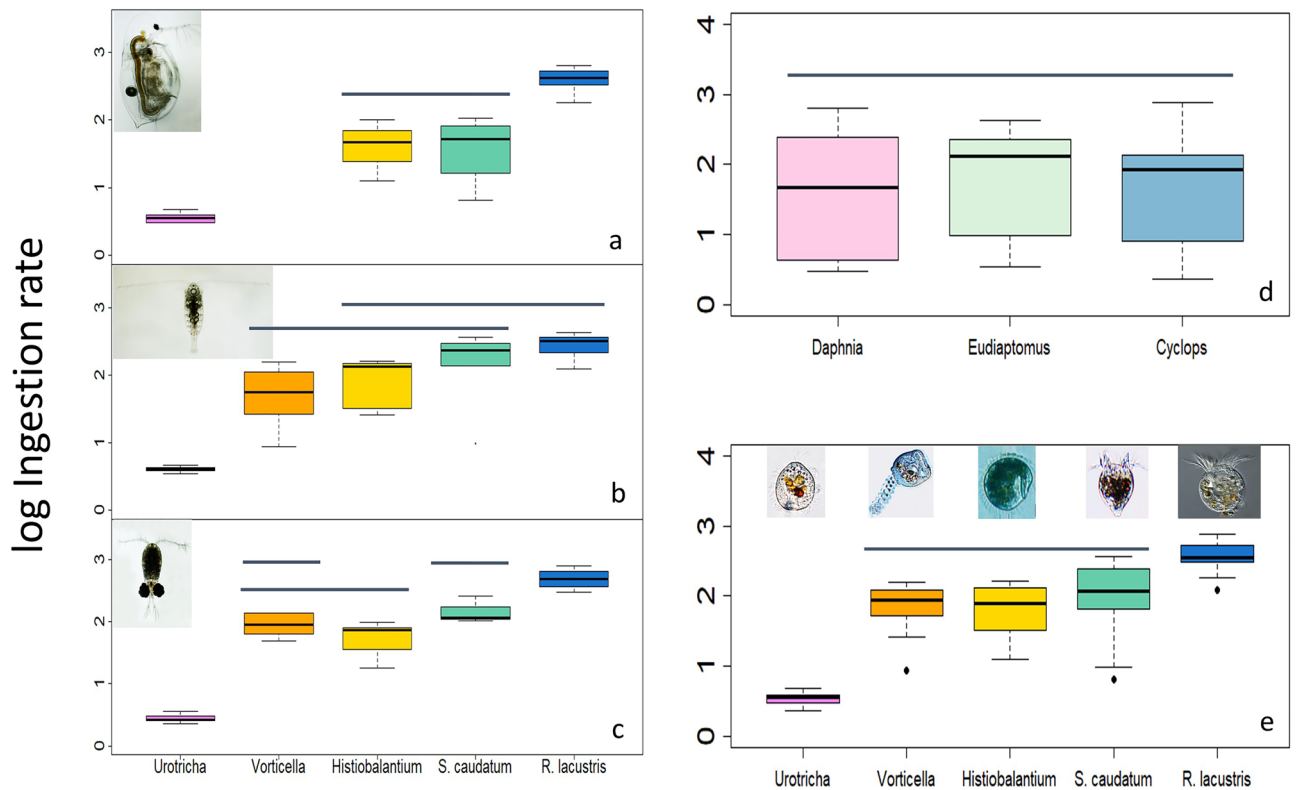 log Ingestion rate
3
2
1
0
a
3
2
1
0
b
3
2
1
0
c
Urotricha Vorticella Histiobalantium S. caudatum R. lacustris
4
3
2
1
0
d
Daphnia Eudiaptomus Cyclops
4
3
2
1
0
e
Urotricha Vorticella Histiobalantium S. caudatum R. lacustris